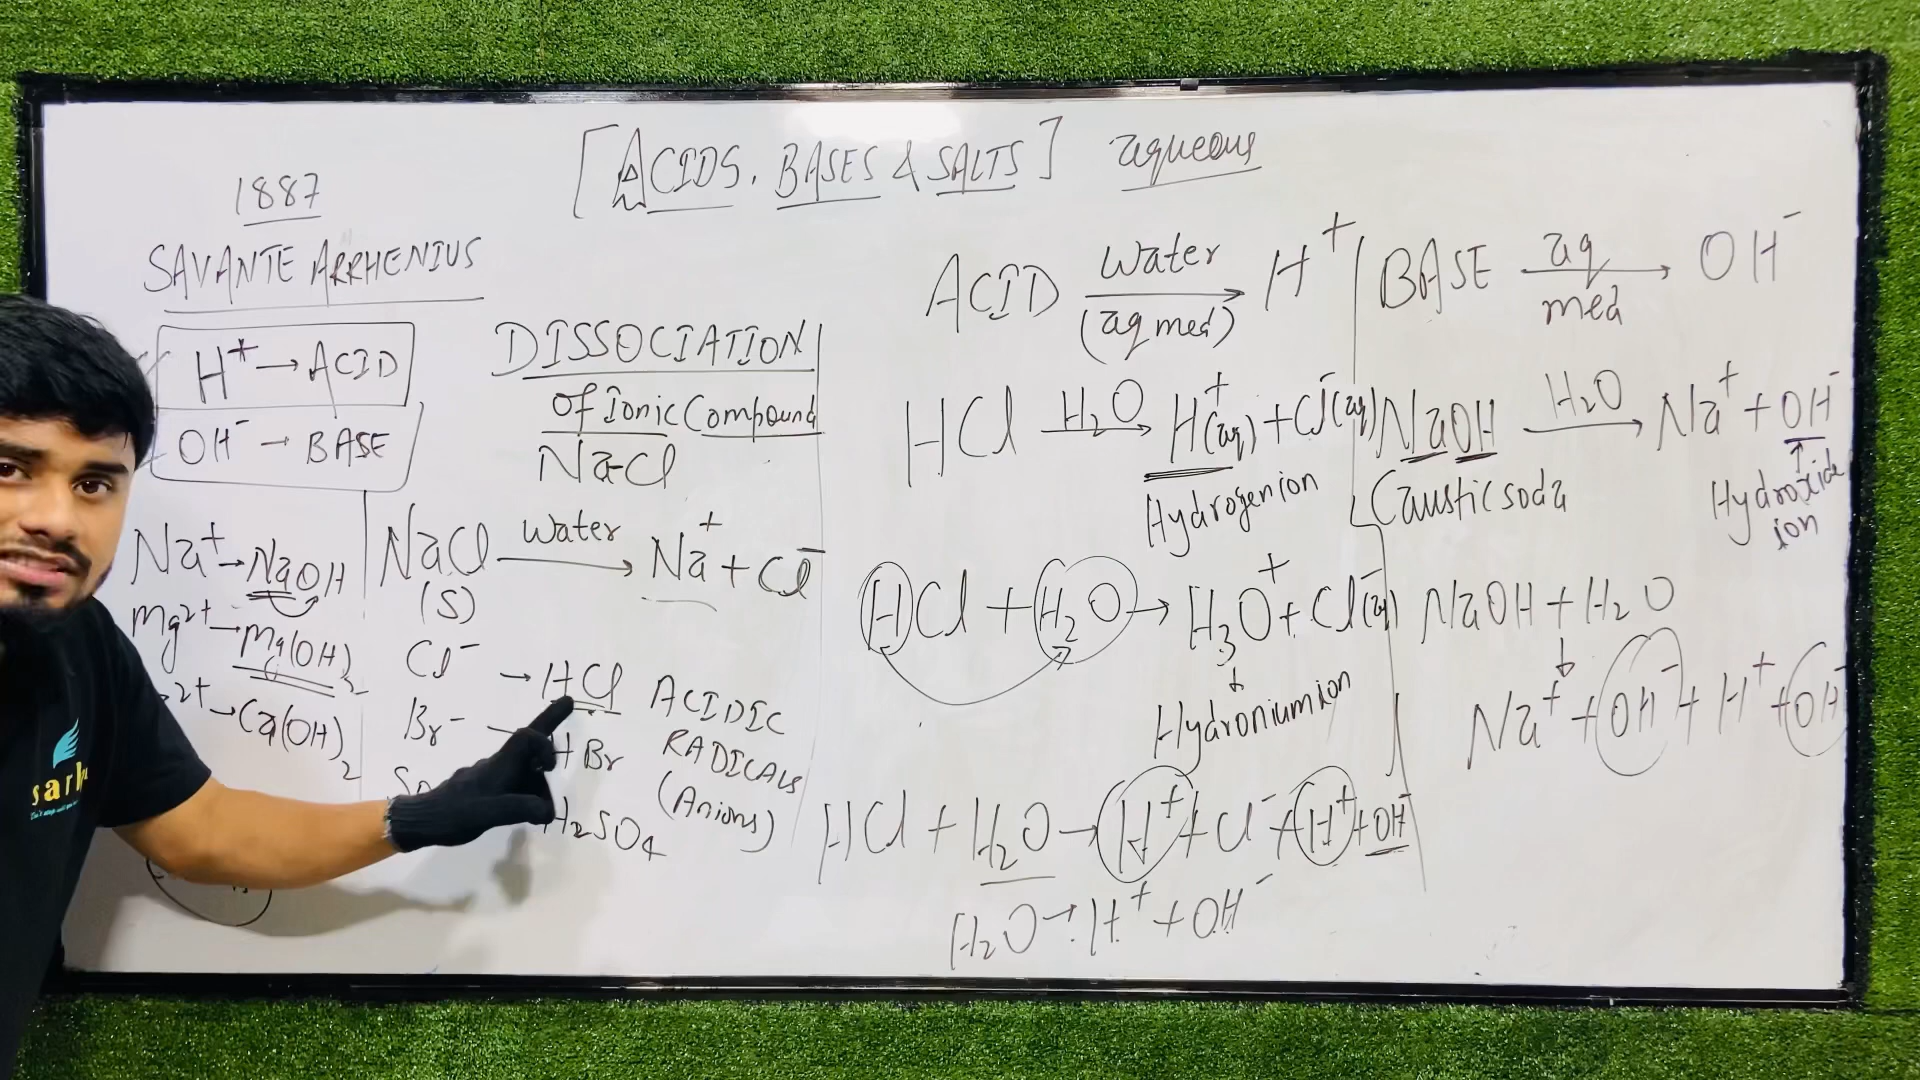 [ACIDS, BASES & SALTS] aqueous
1887
SAVANTE ARRHENIUS
H⁺ → ACID
OH⁻ → BASE
DISSOCIATION
Of Ionic Compound
NaCl
Na⁺ → NaOH
Mg²⁺ → Mg(OH)₂
²⁺ → Ca(OH)₂
NaCl Water → Na⁺ + Cl⁻
(S)
Cl⁻ → HCl
Br⁻ → HBr
H₂SO₄
ACIDIC
RADICALS
(Anions)
ACID Water → H⁺
(aq med)
HCl H₂O → H⁺(aq) + Cl⁻(aq)
Hydrogen ion
HCl + H₂O → H₃O⁺ + Cl⁻(aq)
↓
Hydronium ion
HCl + H₂O → H⁺ + Cl⁻ + H⁺ + OH⁻
H₂O → H⁺ + OH⁻
BASE aq → OH⁻
med
NaOH H₂O → Na⁺ + OH⁻
Caustic soda
↑
Hydroxide
ion
NaOH + H₂O
↓
Na⁺ + OH⁻ + H⁺ + OH⁻